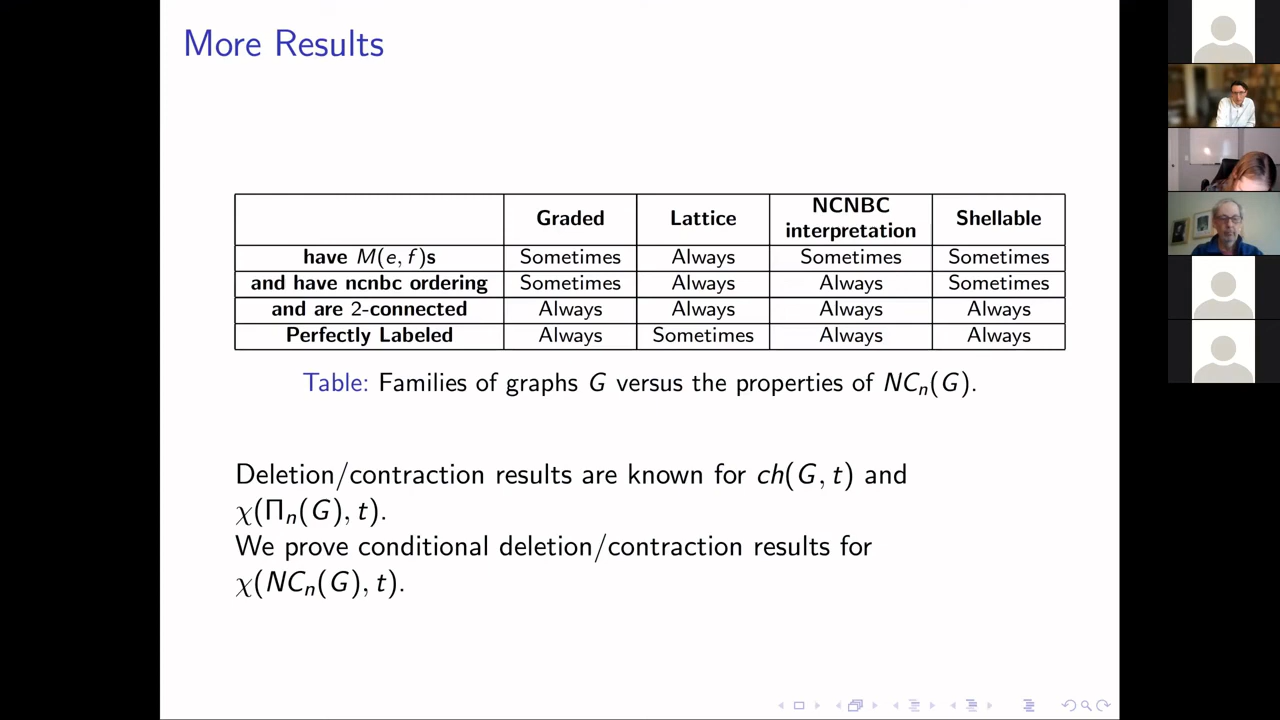 More Results
Graded Lattice NCNBC interpretation Shellable
have M(e, f)s Sometimes Always Sometimes Sometimes
and have ncnbc ordering Sometimes Always Always Sometimes
and are 2-connected Always Always Always Always
Perfectly Labeled Always Sometimes Always Always
Table: Families of graphs G versus the properties of NCₙ(G).
Deletion/contraction results are known for ch(G, t) and
χ(Πₙ(G), t).
We prove conditional deletion/contraction results for
χ(NCₙ(G), t).